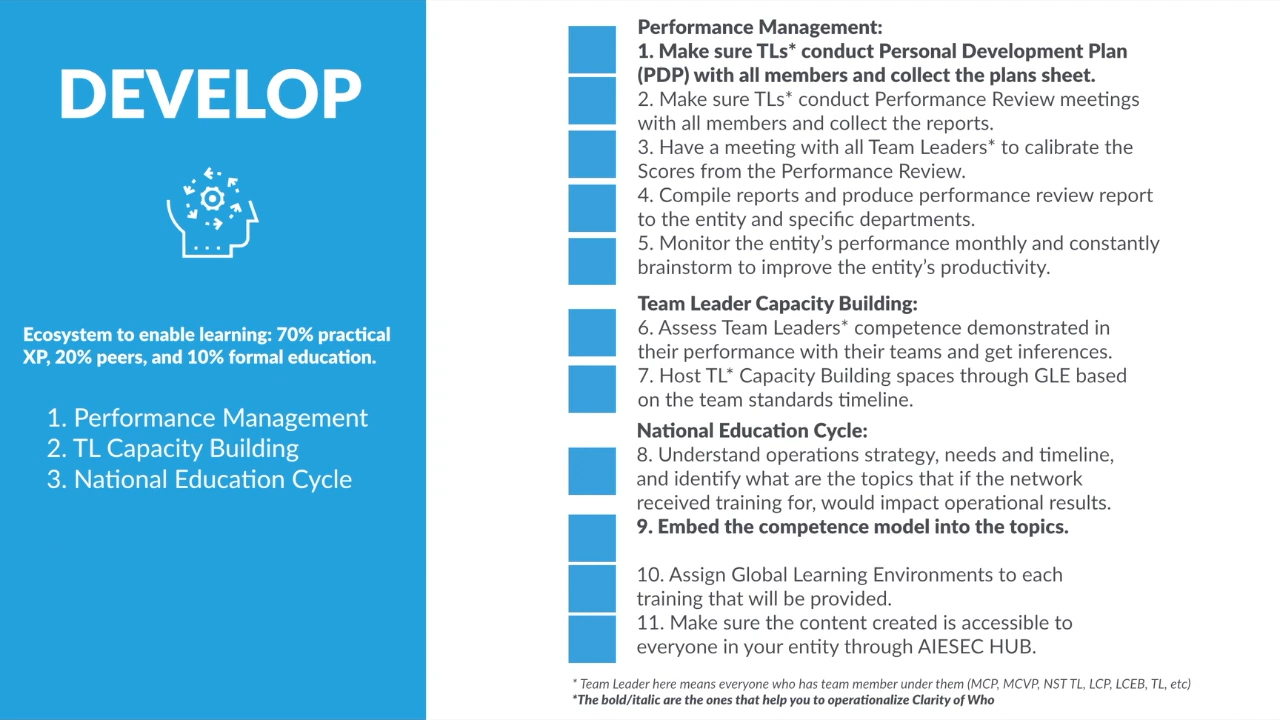 DEVELOP
Ecosystem to enable learning: 70% practical
XP, 20% peers, and 10% formal education.
1. Performance Management
2. TL Capacity Building
3. National Education Cycle
Performance Management:
1. Make sure TLs* conduct Personal Development Plan
(PDP) with all members and collect the plans sheet.
2. Make sure TLs* conduct Performance Review meetings
with all members and collect the reports.
3. Have a meeting with all Team Leaders* to calibrate the
Scores from the Performance Review.
4. Compile reports and produce performance review report
to the entity and specific departments.
5. Monitor the entity’s performance monthly and constantly
brainstorm to improve the entity’s productivity.
Team Leader Capacity Building:
6. Assess Team Leaders* competence demonstrated in
their performance with their teams and get inferences.
7. Host TL* Capacity Building spaces through GLE based
on the team standards timeline.
National Education Cycle:
8. Understand operations strategy, needs and timeline,
and identify what are the topics that if the network
received training for, would impact operational results.
9. Embed the competence model into the topics.
10. Assign Global Learning Environments to each
training that will be provided.
11. Make sure the content created is accessible to
everyone in your entity through AIESEC HUB.
* Team Leader here means everyone who has team member under them (MCP, MCVP, NST TL, LCP, LCEB, TL, etc)
*The bold/italic are the ones that help you to operationalize Clarity of Who